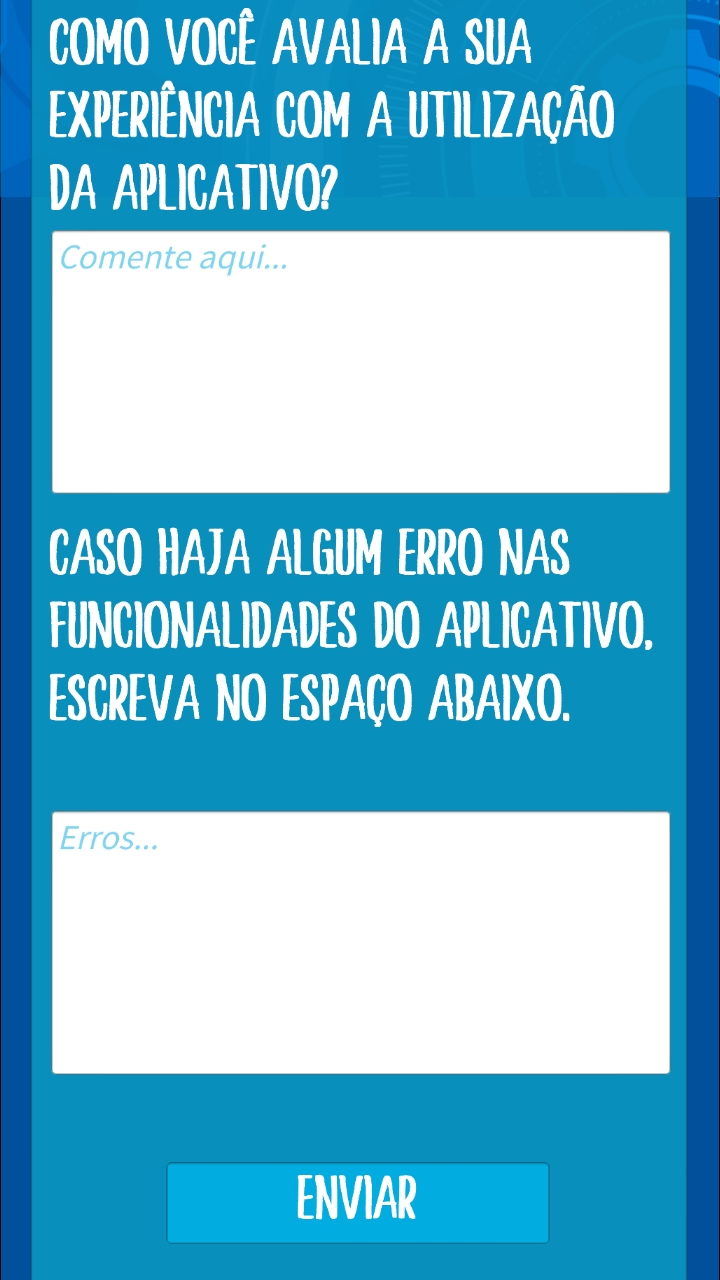 COMO VOCÊ AVALIA A SUA
EXPERIÊNCIA COM A UTILIZAÇÃO
DA APLICATIVO?
Comente aqui...
CASO HAJA ALGUM ERRO NAS
FUNCIONALIDADES DO APLICATIVO,
ESCREVA NO ESPAÇO ABAIXO.
Erros...
ENVIAR